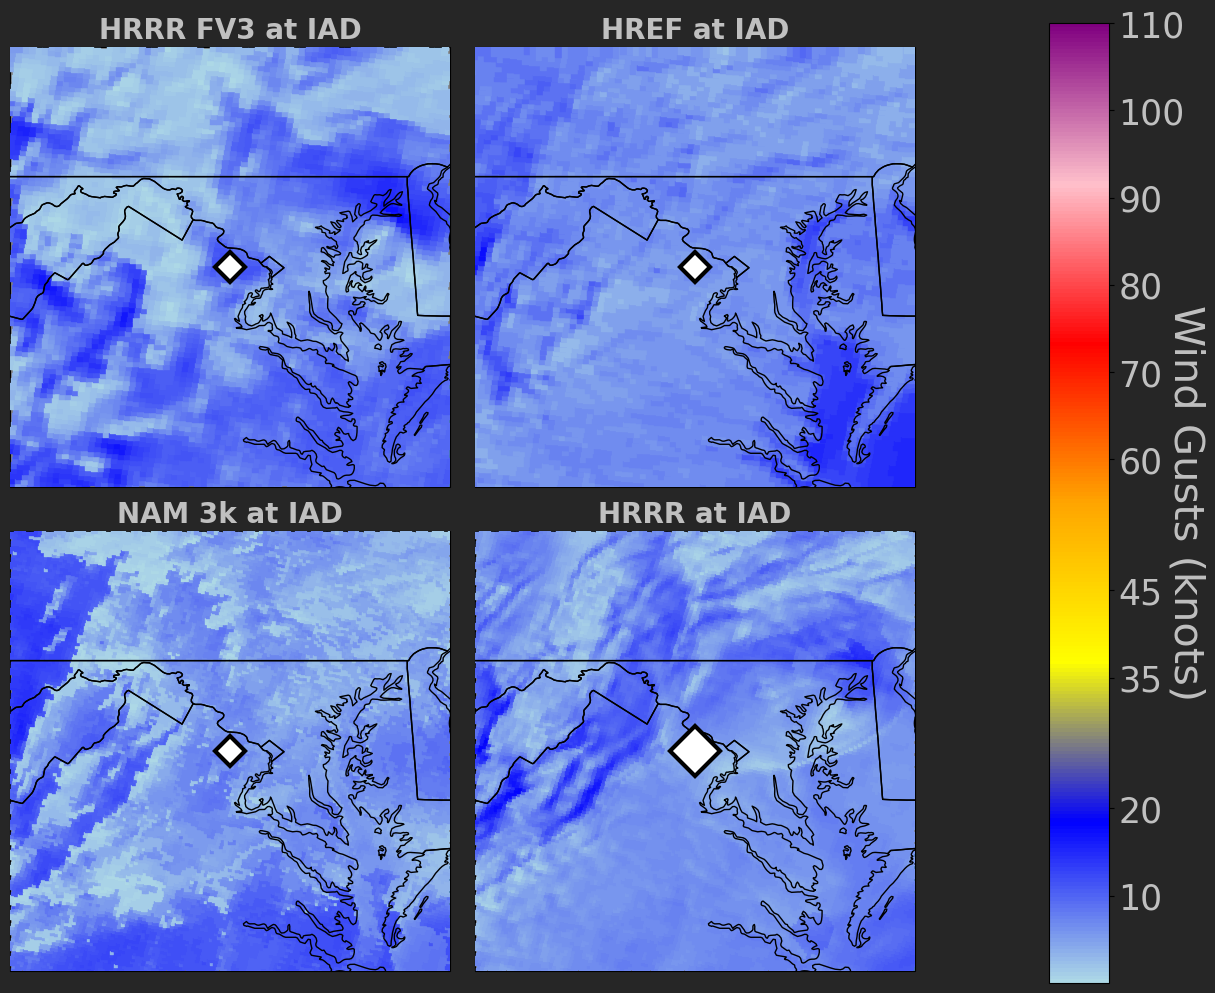 HRRR FV3 at IAD
HREF at IAD
NAM 3k at IAD
HRRR at IAD
110
100
90
80
70
60
45
35
20
10
Wind Gusts (knots)